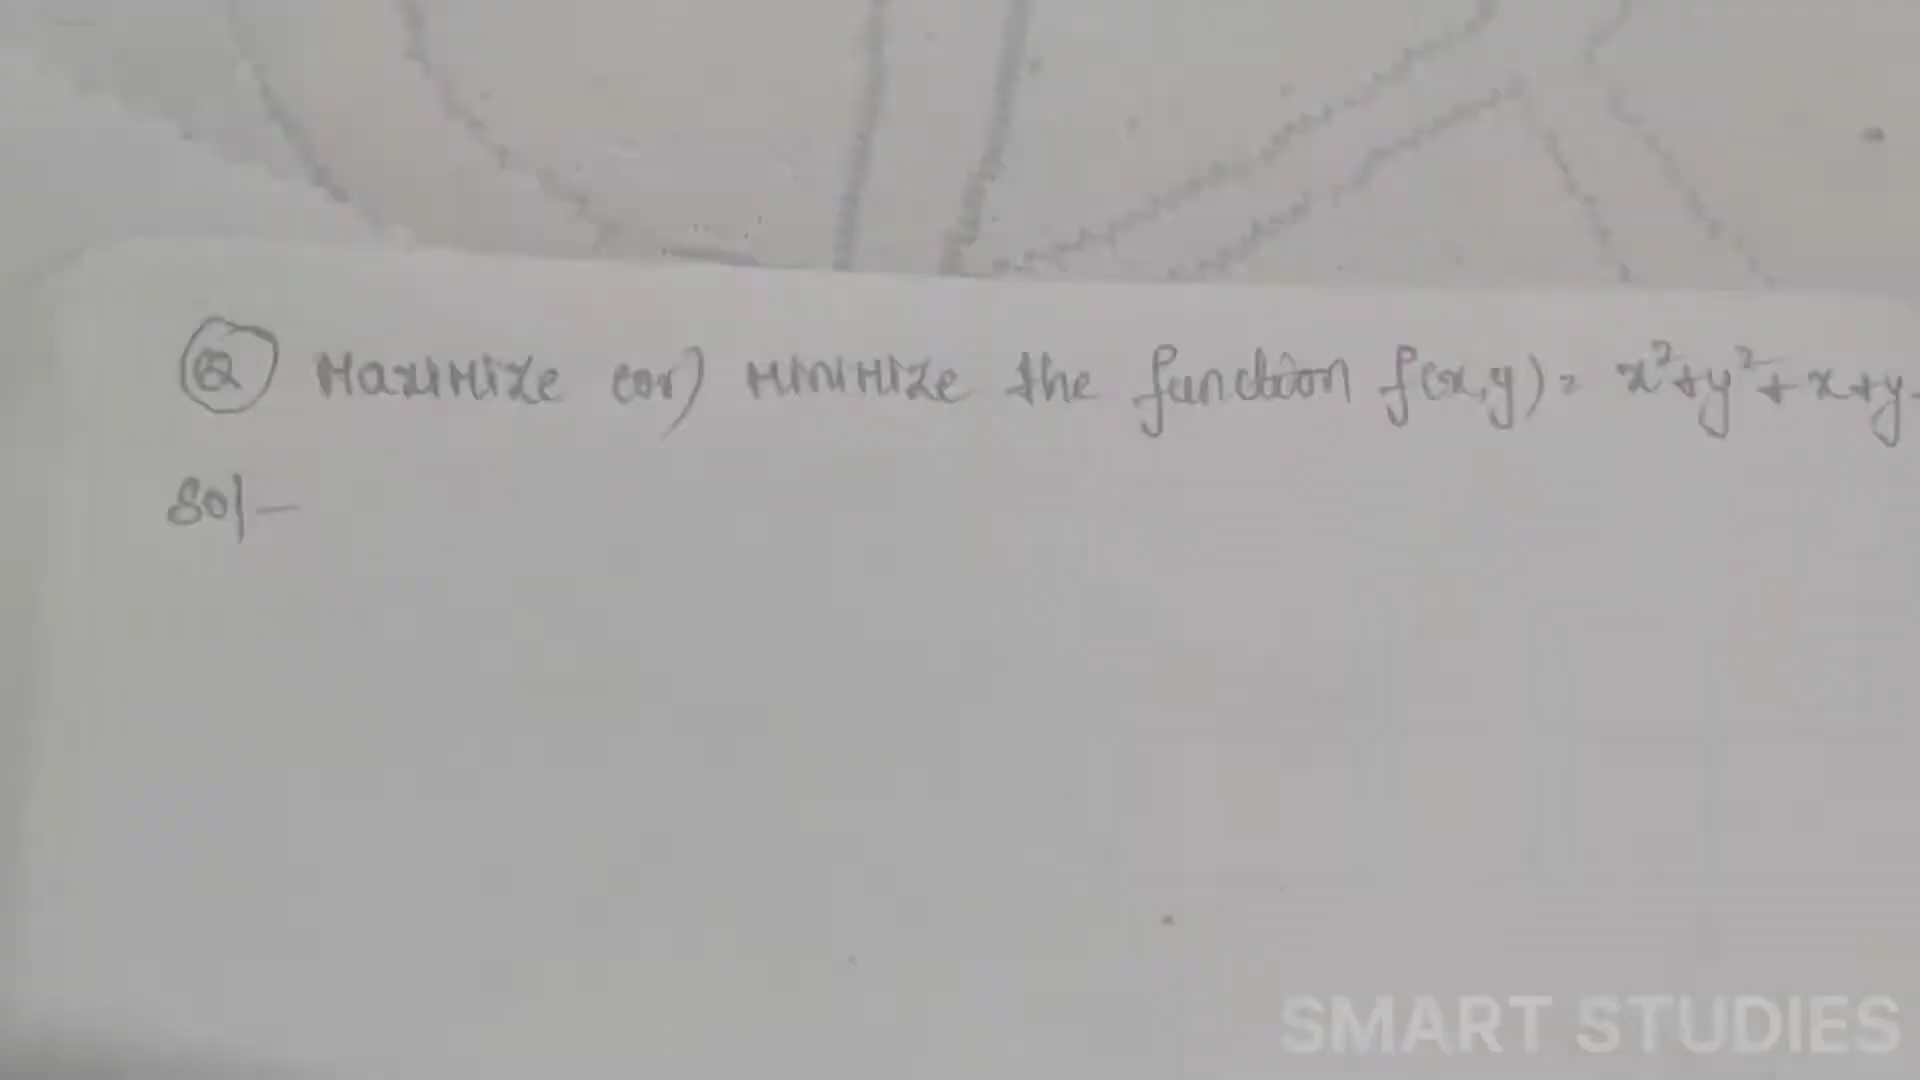 Q Maximize (or) Minimize the function f(x,y) = x²+y²+x+y-
Sol-
SMART STUDIES